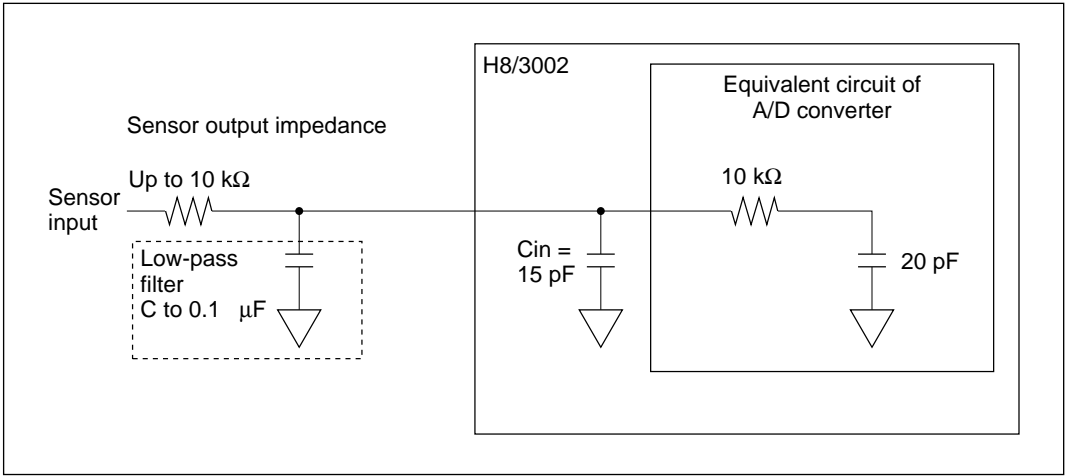 H8/3002
Equivalent circuit of
A/D converter
Sensor output impedance
Up to 10 kΩ
10 kΩ
Sensor
input
Low-pass
filter
C to 0.1 μF
Cin =
15 pF
20 pF